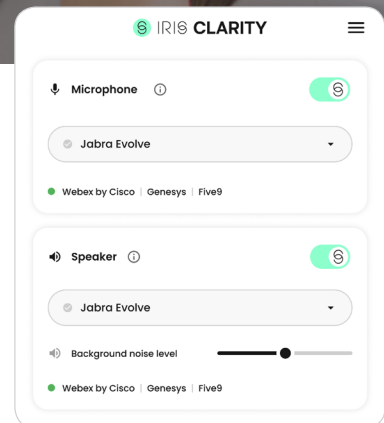 IRIS CLARITY
Microphone
Jabra Evolve
Webex by Cisco | Genesys | Five9
Speaker
Jabra Evolve
Background noise level
Webex by Cisco | Genesys | Five9